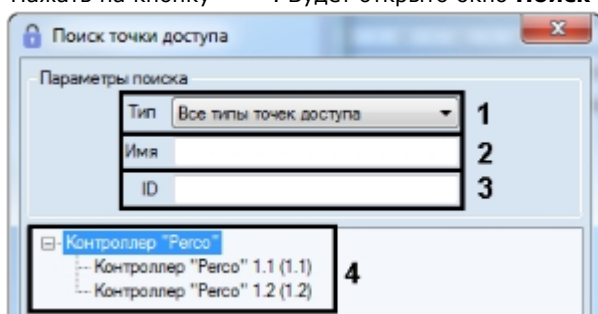 Нажать на кнопку . Будет открыто окно Поиск
Поиск точки доступа
Параметры поиска
Тип Все типы точек доступа 1
Имя 2
ID 3
Контроллер "Perco"
Контроллер "Perco" 1.1 (1.1)
4
Контроллер "Perco" 1.2 (1.2)